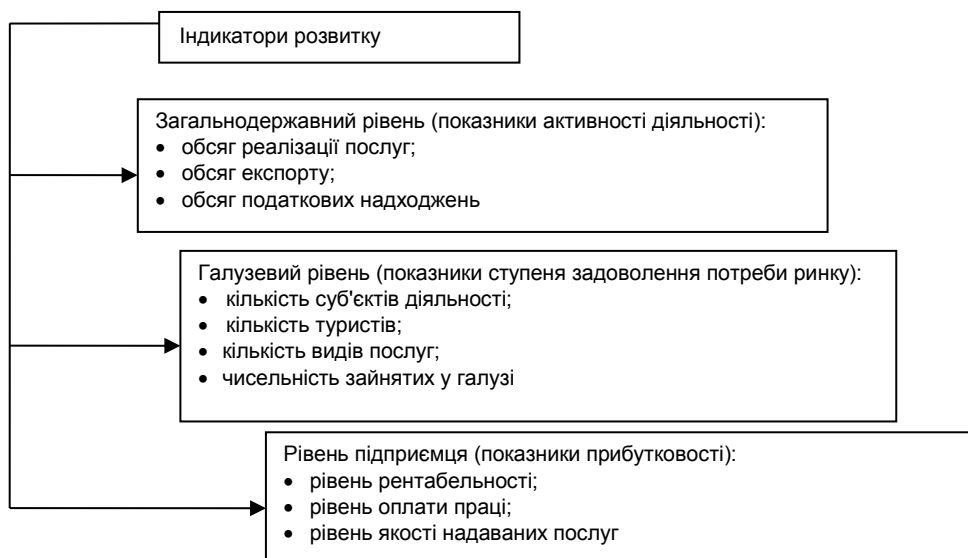 Індикатори розвитку
Загальнодержавний рівень (показники активності діяльності):
• обсяг реалізації послуг;
• обсяг експорту;
• обсяг податкових надходжень
Галузевий рівень (показники ступеня задоволення потреби ринку):
• кількість суб'єктів діяльності;
• кількість туристів;
• кількість видів послуг;
• чисельність зайнятих у галузі
Рівень підприємця (показники прибутковості):
• рівень рентабельності;
• рівень оплати праці;
• рівень якості надаваних послуг